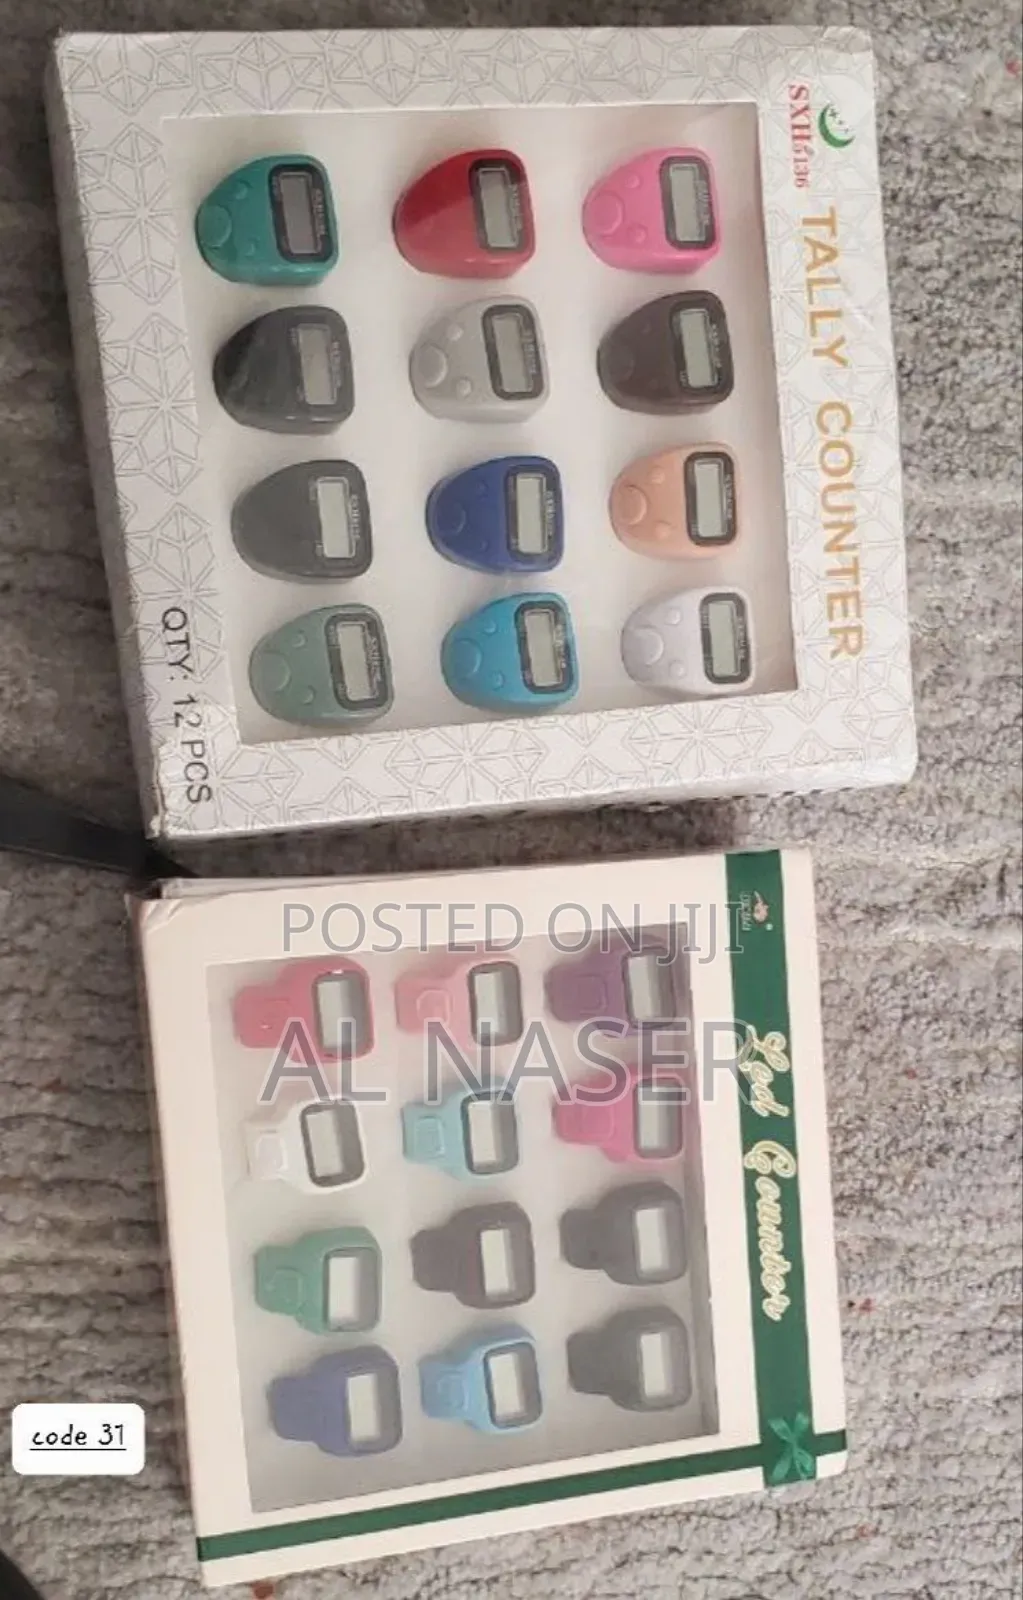 SXH5136
TALLY COUNTER
QTY: 12 PCS
POSTED ON JIJI
AL NASER
Led Counter
code 31